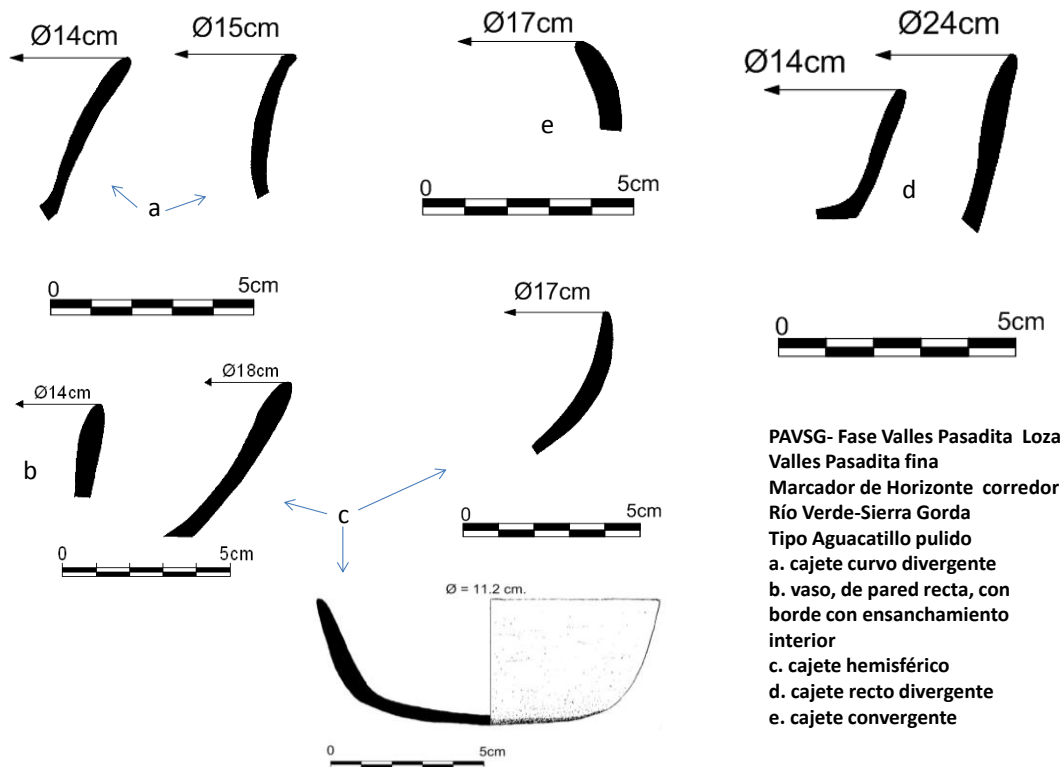 Ø14cm
Ø15cm
Ø17cm
Ø24cm
Ø14cm
e
d
a
0 5cm
0 5cm
0 5cm
Ø17cm
Ø14cm
Ø18cm
b
c
0 5cm
0 5cm
Ø = 11.2 cm.
0 5cm
PAVSG- Fase Valles Pasadita Loza
Valles Pasadita fina
Marcador de Horizonte corredor
Río Verde-Sierra Gorda
Tipo Aguacatillo pulido
a. cajete curvo divergente
b. vaso, de pared recta, con
borde con ensanchamiento
interior
c. cajete hemisférico
d. cajete recto divergente
e. cajete convergente